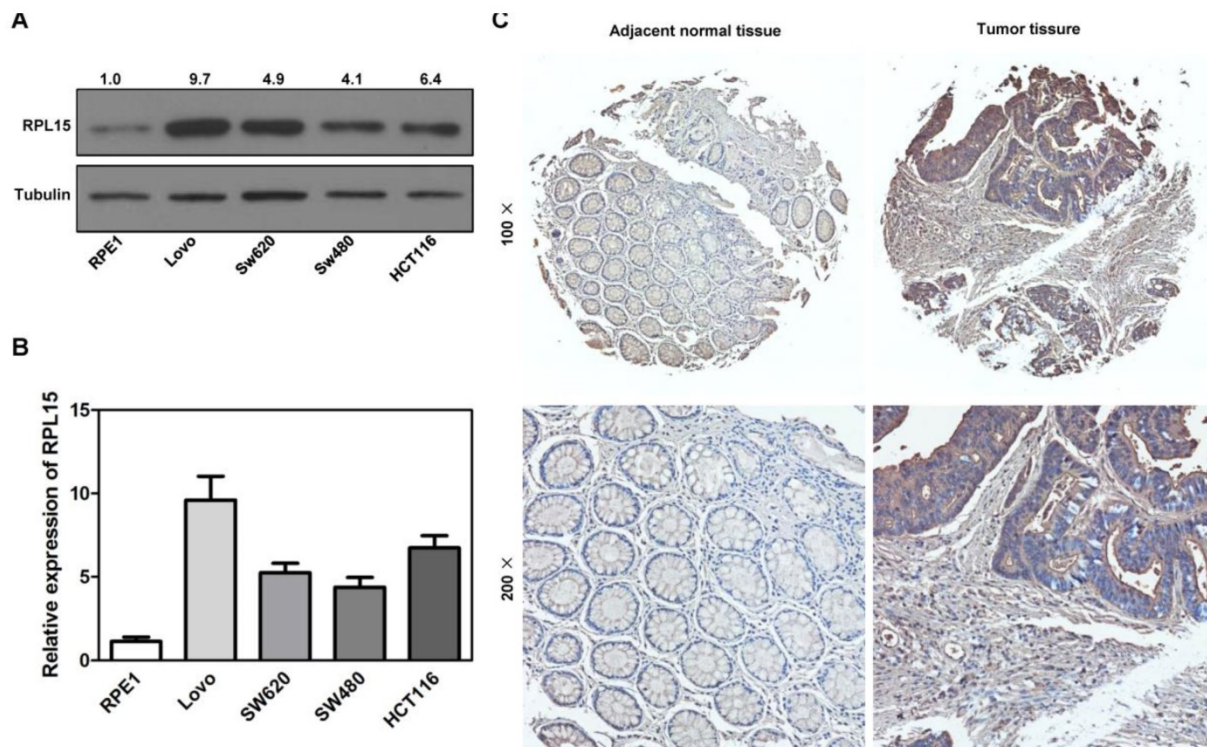 A
1.0 9.7 4.9 4.1 6.4
RPL15
Tubulin
RPE1 Lovo Sw620 Sw480 HCT116
B
Relative expression of RPL15
15
10
5
0
RPE1 Lovo SW620 SW480 HCT116
C
Adjacent normal tissue Tumor tissure
100 ×
200 ×